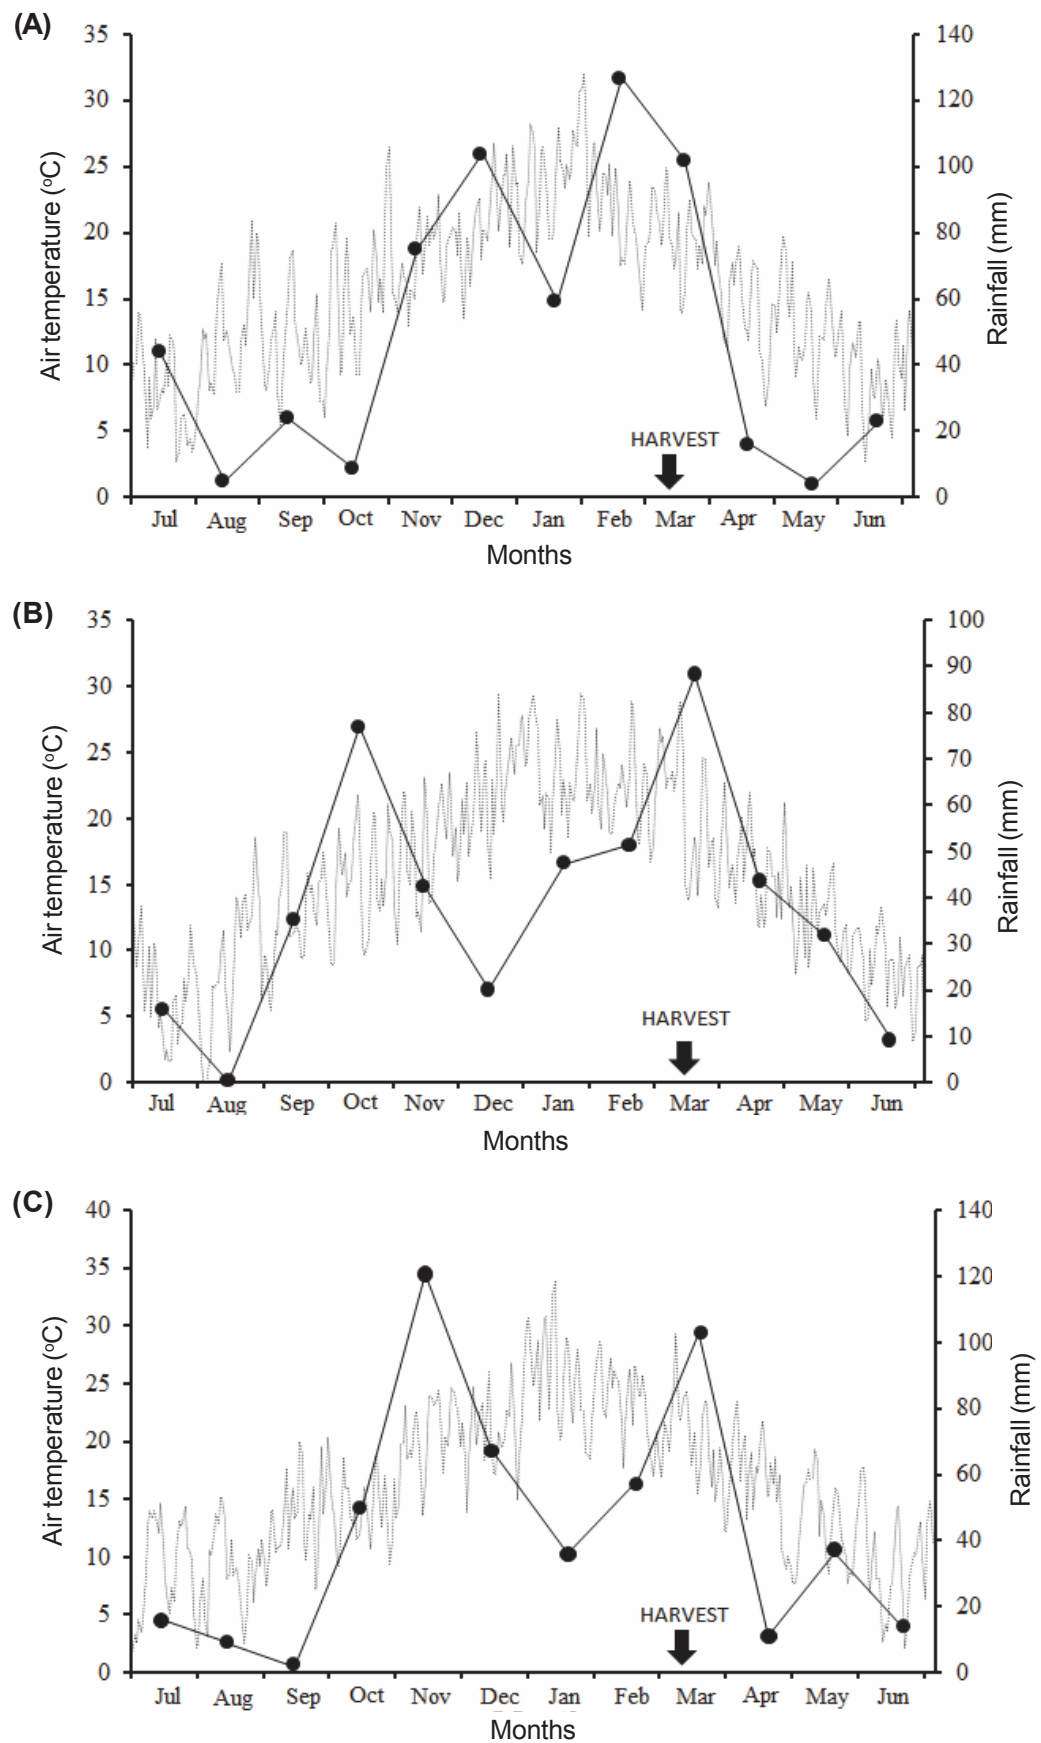 (A)
35 140
30 120
25 100
20 80
15 60
10 40
5 20
0 0
Air temperature (ºC)
Rainfall (mm)
HARVEST
Jul Aug Sep Oct Nov Dec Jan Feb Mar Apr May Jun
Months
(B)
35 100
90
30
80
25 70
60
20
50
15
40
10 30
20
5
10
0 0
Air temperature (ºC)
Rainfall (mm)
HARVEST
Jul Aug Sep Oct Nov Dec Jan Feb Mar Apr May Jun
Months
(C)
40 140
35 120
30
100
25
80
20
60
15
10 40
5 20
0 0
Air temperature (ºC)
Rainfall (mm)
HARVEST
Jul Aug Sep Oct Nov Dec Jan Feb Mar Apr May Jun
Months